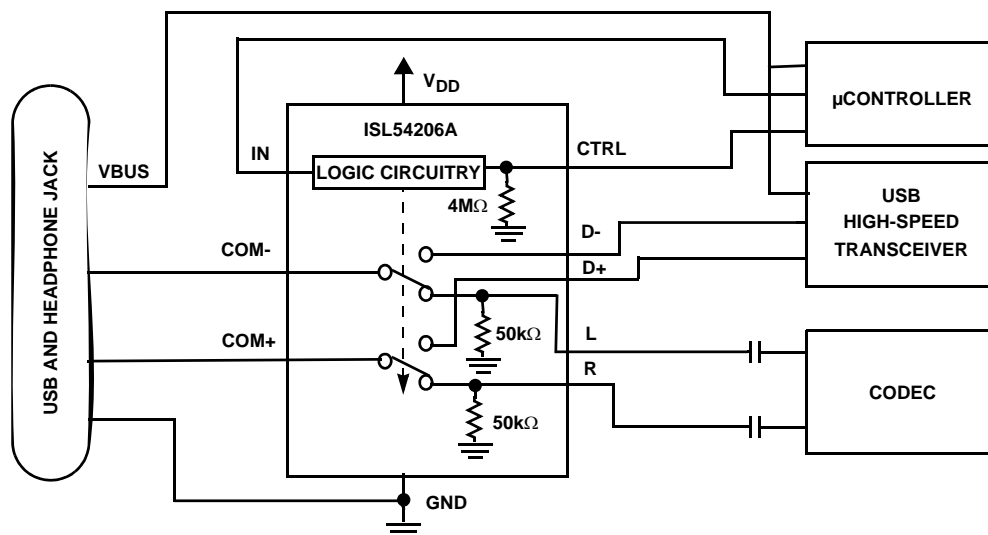 VDD
ISL54206A
µCONTROLLER
IN
CTRL
LOGIC CIRCUITRY
VBUS
4MΩ
USB
HIGH-SPEED
TRANSCEIVER
D-
D+
COM-
USB AND HEADPHONE JACK
50kΩ
L
COM+
R
50kΩ
CODEC
GND